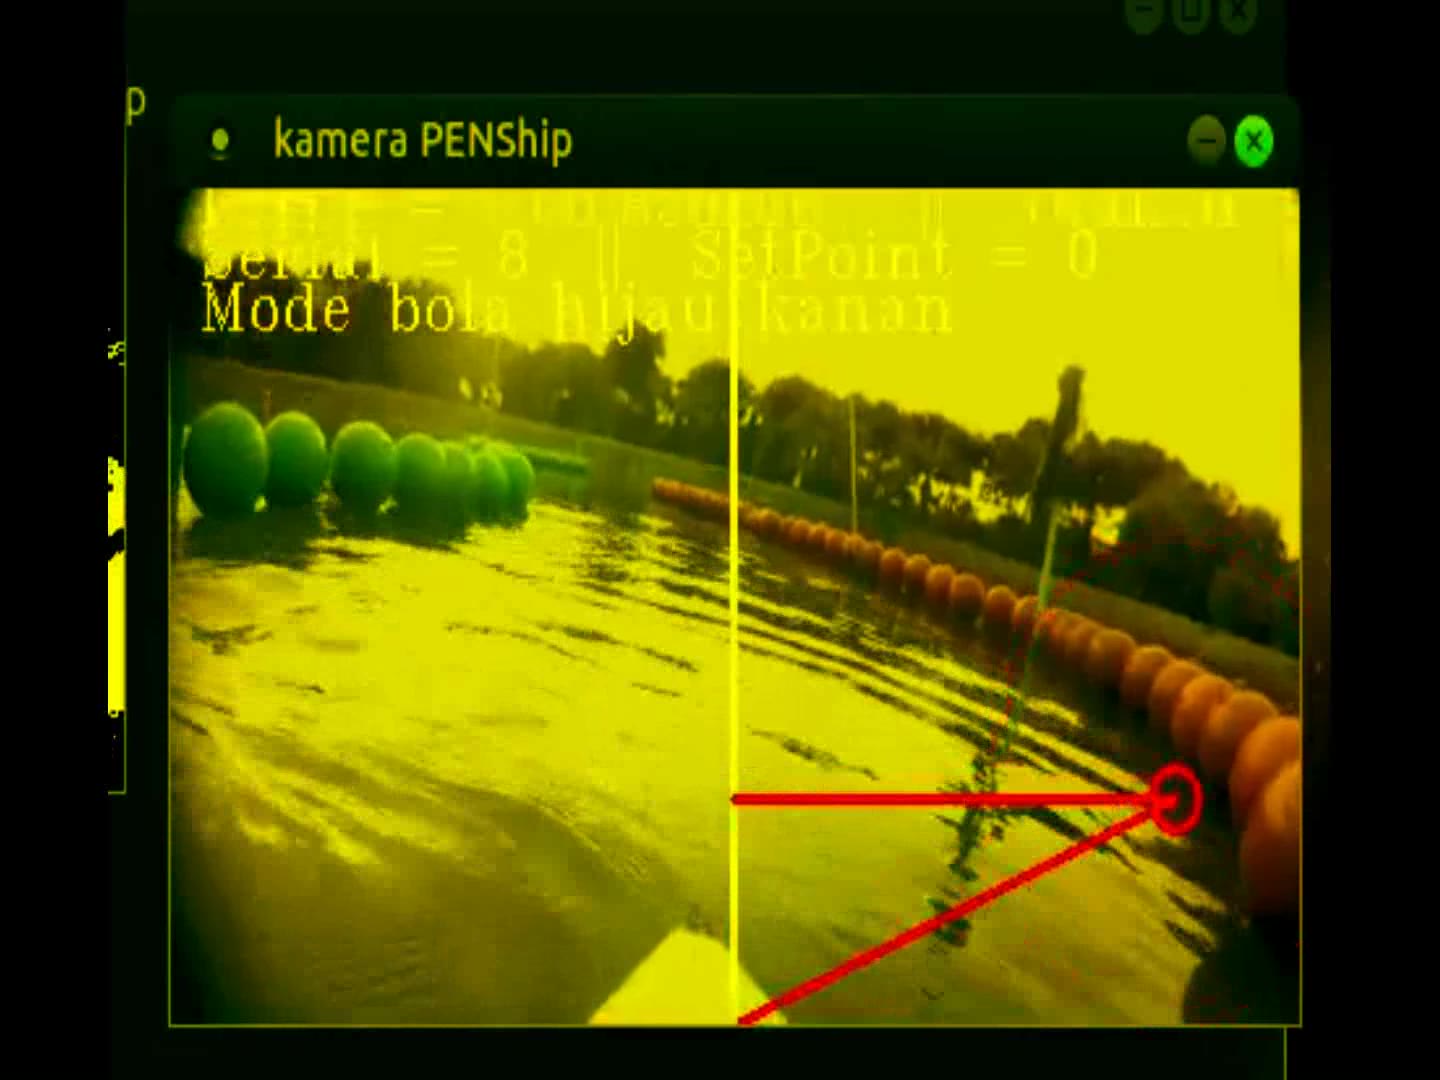 p
kamera PENShip
Serial = 8 || SetPoint = 0
Mode bola hijau kanan